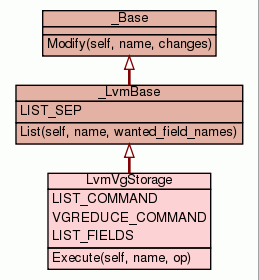 _Base
Modify(self, name, changes)
_LvmBase
LIST_SEP
List(self, name, wanted_field_names)
LvmVgStorage
LIST_COMMAND
VGREDUCE_COMMAND
LIST_FIELDS
Execute(self, name, op)